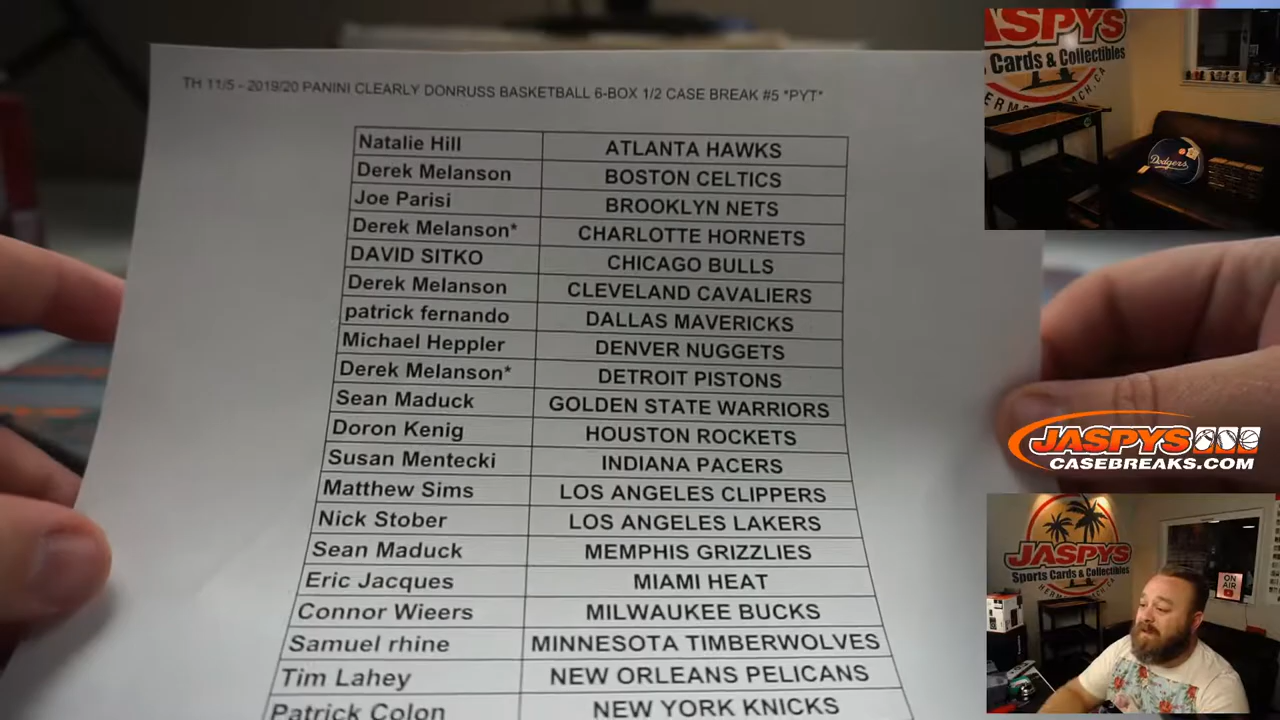 TH 11/5 - 2019/20 PANINI CLEARLY DONRUSS BASKETBALL 6-BOX 1/2 CASE BREAK #5 *PYT*
Natalie Hill ATLANTA HAWKS
Derek Melanson BOSTON CELTICS
Joe Parisi BROOKLYN NETS
Derek Melanson* CHARLOTTE HORNETS
DAVID SITKO CHICAGO BULLS
Derek Melanson CLEVELAND CAVALIERS
patrick fernando DALLAS MAVERICKS
Michael Heppler DENVER NUGGETS
Derek Melanson* DETROIT PISTONS
Sean Maduck GOLDEN STATE WARRIORS
Doron Kenig HOUSTON ROCKETS
Susan Mentecki INDIANA PACERS
Matthew Sims LOS ANGELES CLIPPERS
Nick Stober LOS ANGELES LAKERS
Sean Maduck MEMPHIS GRIZZLIES
Eric Jacques MIAMI HEAT
Connor Wieers MILWAUKEE BUCKS
Samuel rhine MINNESOTA TIMBERWOLVES
Tim Lahey NEW ORLEANS PELICANS
Patrick Colon NEW YORK KNICKS
ASPYS
Cards & Collectibles
Dodgers
JASPYS
CASEBREAKS.COM
JASPYS
Sports Cards & Collectibles
ON
AIR